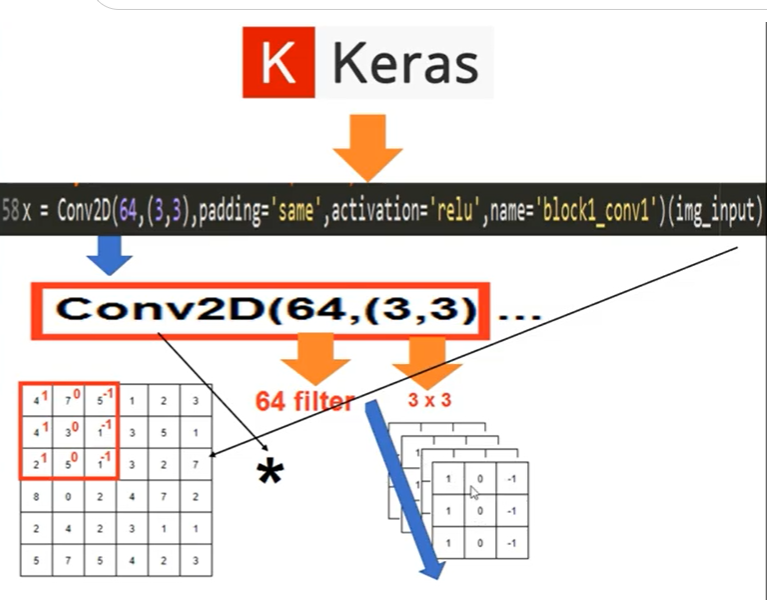 K Keras
58 x = Conv2D(64,(3,3),padding='same',activation='relu',name='block1_conv1')(img_input)
Conv2D(64,(3,3) ...
64 filter 3 x 3
4 1 7 0 5 -1 1 2 3
4 1 3 0 1 -1 3 5 1
2 1 5 0 1 -1 3 2 7
8 0 2 4 7 2
2 4 2 3 1 1
5 7 5 4 2 3
*
1 0 -1
1 0 -1
1 0 -1